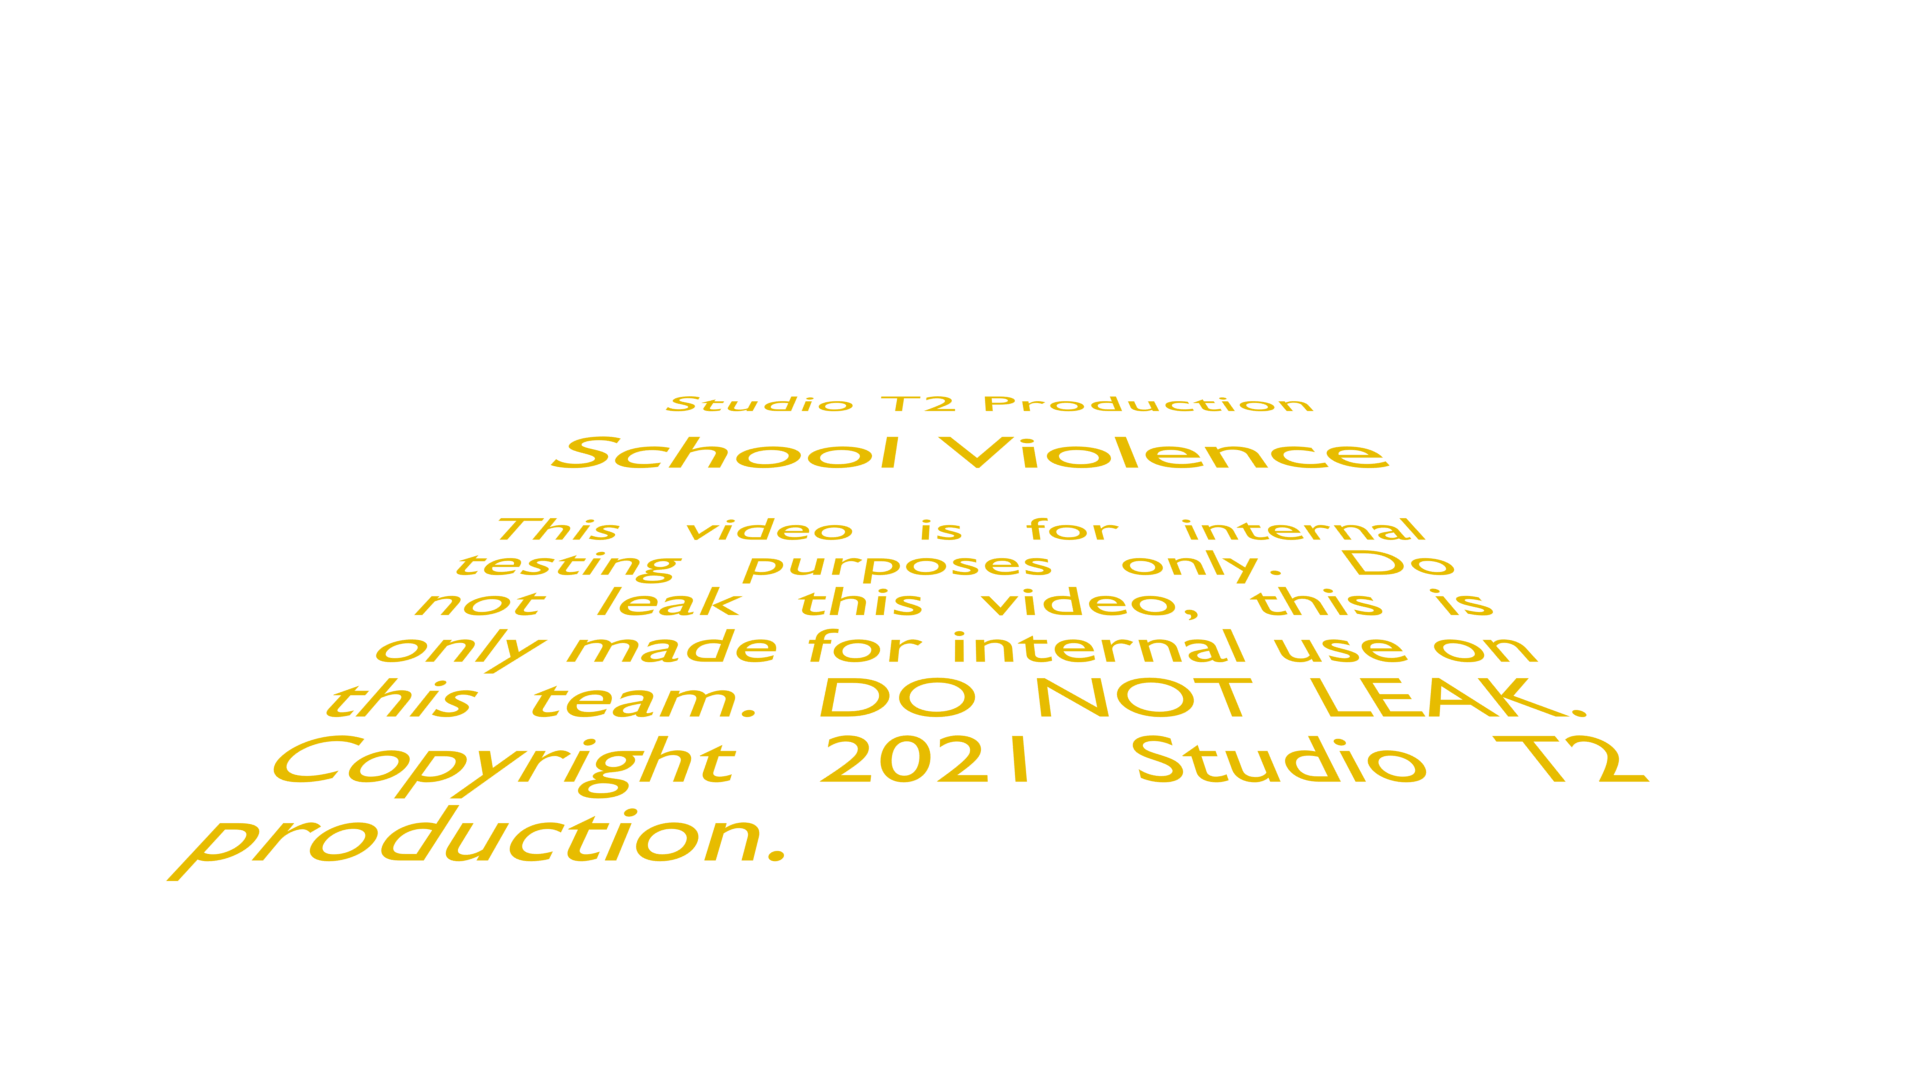 Studio T2 Production
School Violence
This video is for internal
testing purposes only. Do
not leak this video, this is
only made for internal use on
this team. DO NOT LEAK.
Copyright 2021 Studio T2
production.